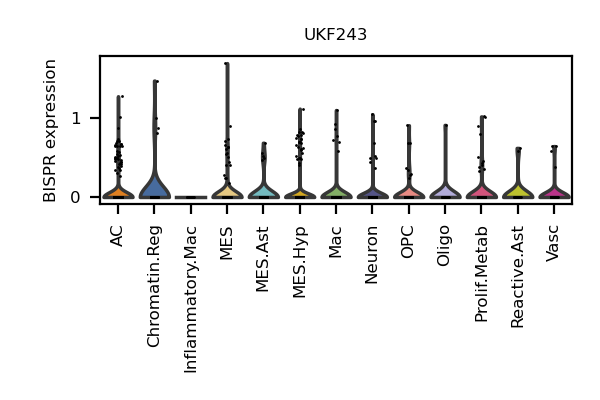 UKF243
BISPR expression
1
0
AC
Chromatin.Reg
Inflammatory.Mac
MES
MES.Ast
MES.Hyp
Mac
Neuron
OPC
Oligo
Prolif.Metab
Reactive.Ast
Vasc